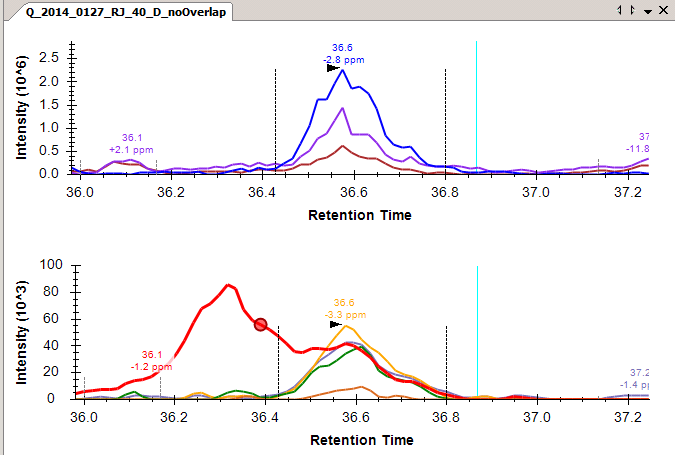 Q_2014_0127_RJ_40_D_noOverlap
Intensity (10^6)
2.5
2.0
1.5
1.0
0.5
0.0
36.6
-2.8 ppm
36.1
+2.1 ppm
37
-11.8
36.0 36.2 36.4 36.6 36.8 37.0 37.2
Retention Time
Intensity (10^3)
100
80
60
40
20
0
36.6
-3.3 ppm
36.1
-1.2 ppm
37.2
-1.4 p
36.0 36.2 36.4 36.6 36.8 37.0 37.2
Retention Time